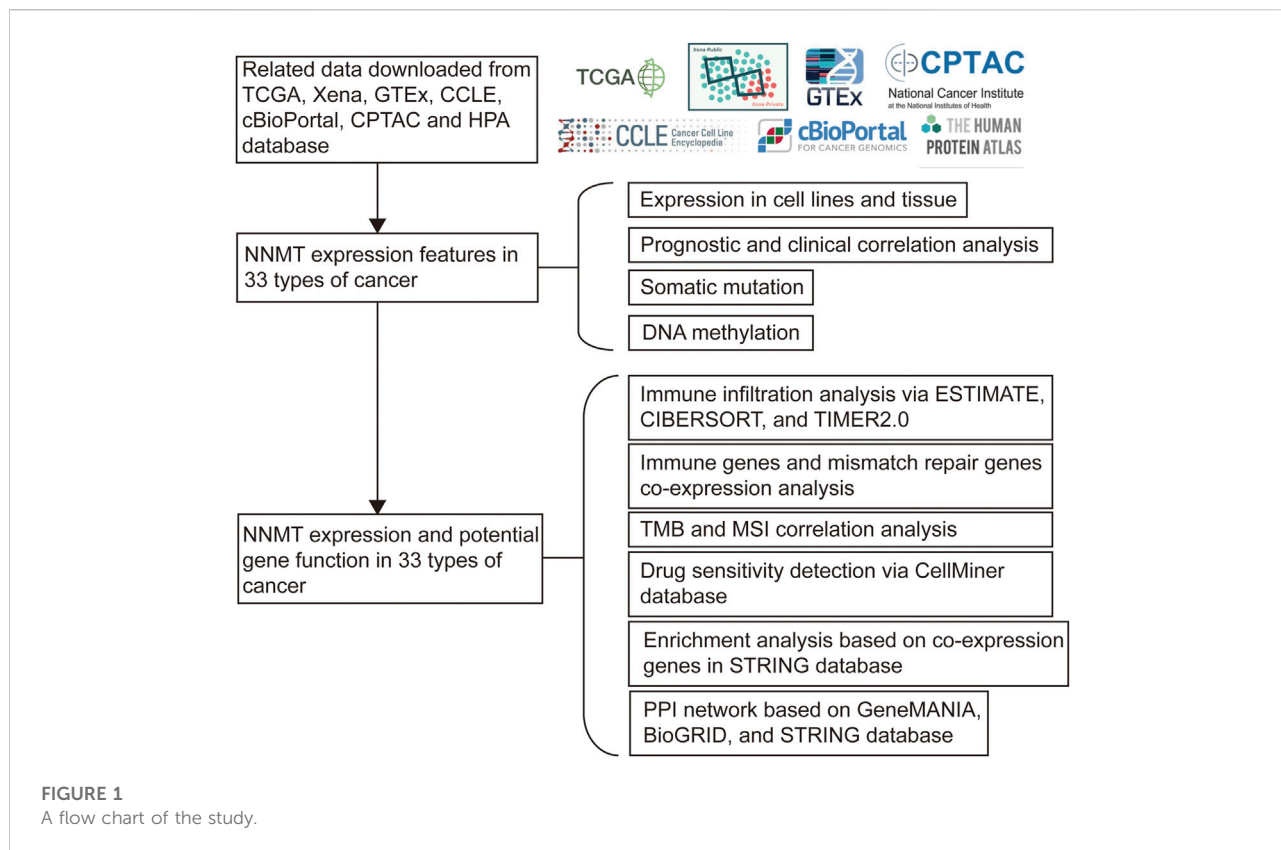 Related data downloaded from
TCGA, Xena, GTEx, CCLE,
cBioPortal, CPTAC and HPA
database
TCGA
Xena Public
Xena Private
GTEx
CPTAC
National Cancer Institute
at the National Institutes of Health
CCLE Cancer Cell Line
Encyclopedia
cBioPortal
FOR CANCER GENOMICS
THE HUMAN
PROTEIN ATLAS
NNMT expression features in
33 types of cancer
Expression in cell lines and tissue
Prognostic and clinical correlation analysis
Somatic mutation
DNA methylation
NNMT expression and potential
gene function in 33 types of
cancer
Immune infiltration analysis via ESTIMATE,
CIBERSORT, and TIMER2.0
Immune genes and mismatch repair genes
co-expression analysis
TMB and MSI correlation analysis
Drug sensitivity detection via CellMiner
database
Enrichment analysis based on co-expression
genes in STRING database
PPI network based on GeneMANIA,
BioGRID, and STRING database
FIGURE 1
A flow chart of the study.